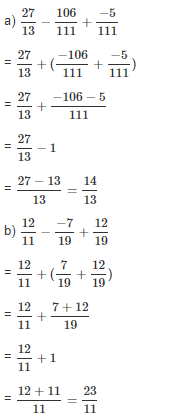 a) 27/13 − 106/111 + −5/111
= 27/13 + (−106/111 + −5/111)
= 27/13 + −106 − 5/111
= 27/13 − 1
= 27 − 13/13 = 14/13
b) 12/11 − −7/19 + 12/19
= 12/11 + (7/19 + 12/19)
= 12/11 + 7 + 12/19
= 12/11 + 1
= 12 + 11/11 = 23/11